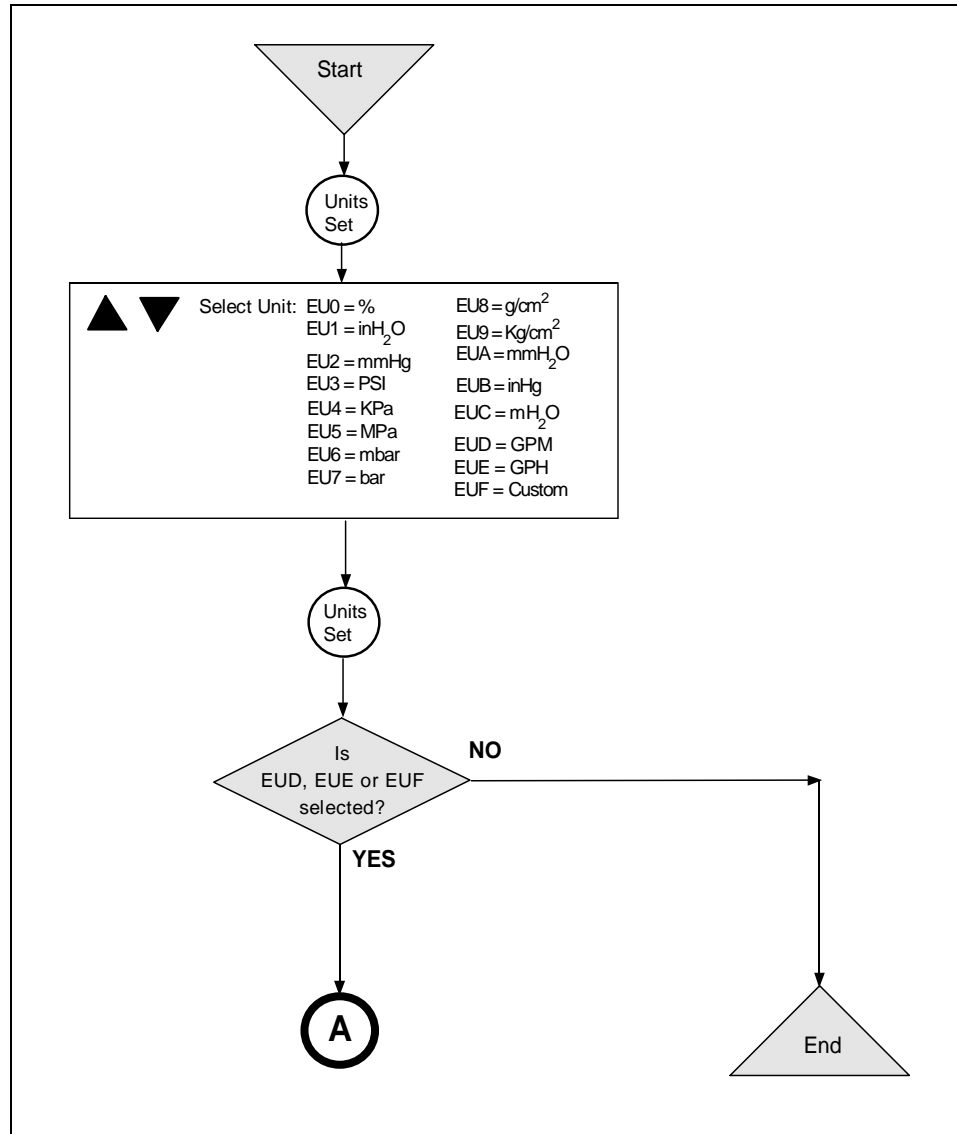 Start
Units
Set
Select Unit:
EU0 = %
EU1 = inH₂O
EU2 = mmHg
EU3 = PSI
EU4 = KPa
EU5 = MPa
EU6 = mbar
EU7 = bar
EU8 = g/cm²
EU9 = Kg/cm²
EUA = mmH₂O
EUB = inHg
EUC = mH₂O
EUD = GPM
EUE = GPH
EUF = Custom
Units
Set
Is
EUD, EUE or EUF
selected?
NO
YES
A
End